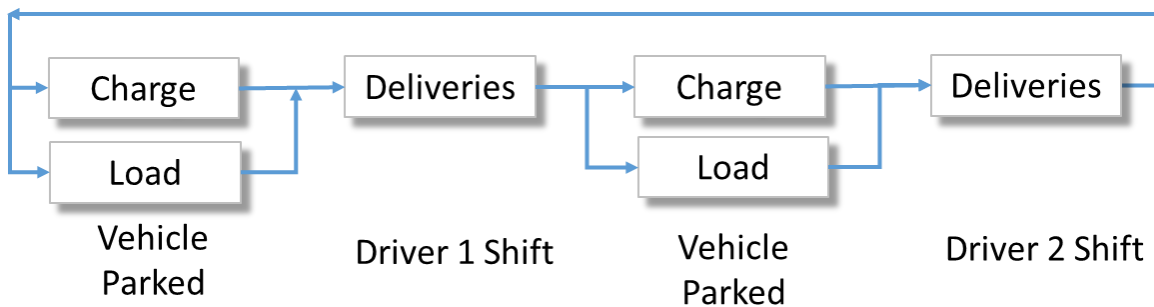 Charge
Deliveries
Charge
Deliveries
Load
Load
Vehicle
Parked
Driver 1 Shift
Vehicle
Parked
Driver 2 Shift